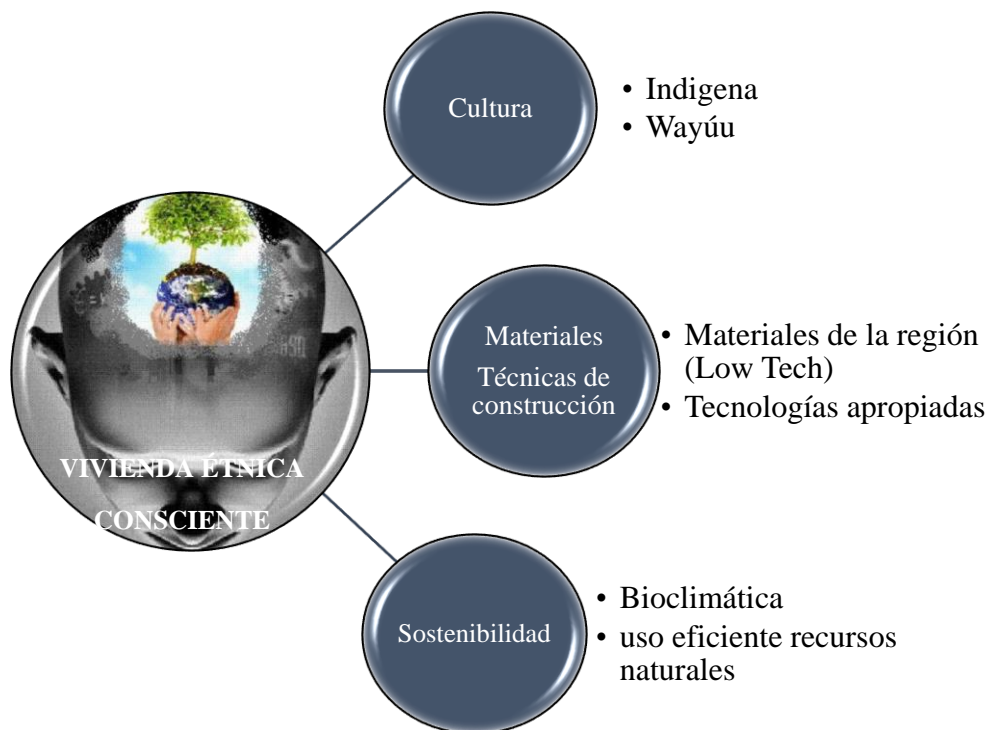 Cultura
• Indigena
• Wayúu
Materiales
Técnicas de
construcción
• Materiales de la región
(Low Tech)
• Tecnologías apropiadas
VIVIENDA ÉTNICA
CONSCIENTE
Sostenibilidad
• Bioclimática
• uso eficiente recursos
naturales